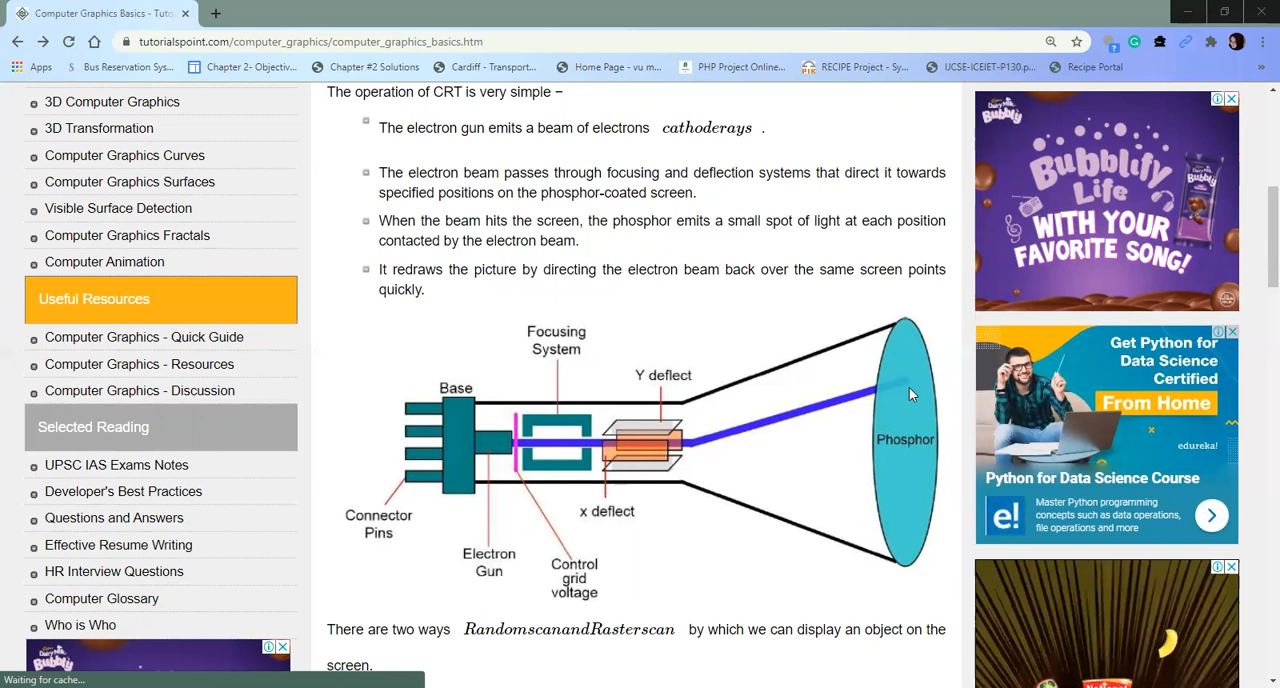 Computer Graphics Basics - Tuto
tutorialspoint.com/computer_graphics/computer_graphics_basics.htm
Apps
Bus Reservation Sys...
Chapter 2- Objectiv...
Chapter #2 Solutions
Cardiff - Transport...
Home Page - vu m...
PHP Project Online...
RECIPE Project - Sy...
IJCSE-ICEIET-P130.p...
Recipe Portal
3D Computer Graphics
3D Transformation
Computer Graphics Curves
Computer Graphics Surfaces
Visible Surface Detection
Computer Graphics Fractals
Computer Animation
Useful Resources
Computer Graphics - Quick Guide
Computer Graphics - Resources
Computer Graphics - Discussion
Selected Reading
UPSC IAS Exams Notes
Developer's Best Practices
Questions and Answers
Effective Resume Writing
HR Interview Questions
Computer Glossary
Who is Who
Waiting for cache...
The operation of CRT is very simple −
The electron gun emits a beam of electrons cathoderays .
The electron beam passes through focusing and deflection systems that direct it towards
specified positions on the phosphor-coated screen.
When the beam hits the screen, the phosphor emits a small spot of light at each position
contacted by the electron beam.
It redraws the picture by directing the electron beam back over the same screen points
quickly.
Focusing
System
Y deflect
Base
Phosphor
x deflect
Connector
Pins
Electron
Gun
Control
grid
voltage
There are two ways RandomscanandRasterscan by which we can display an object on the
screen.
Dairy Milk
Bubbly
Bubblify
Life
WITH YOUR
FAVORITE SONG!
Get Python for
Data Science
Certified
From Home
edureka!
Python for Data Science Course
e!
Master Python programming
concepts such as data operations,
file operations and more